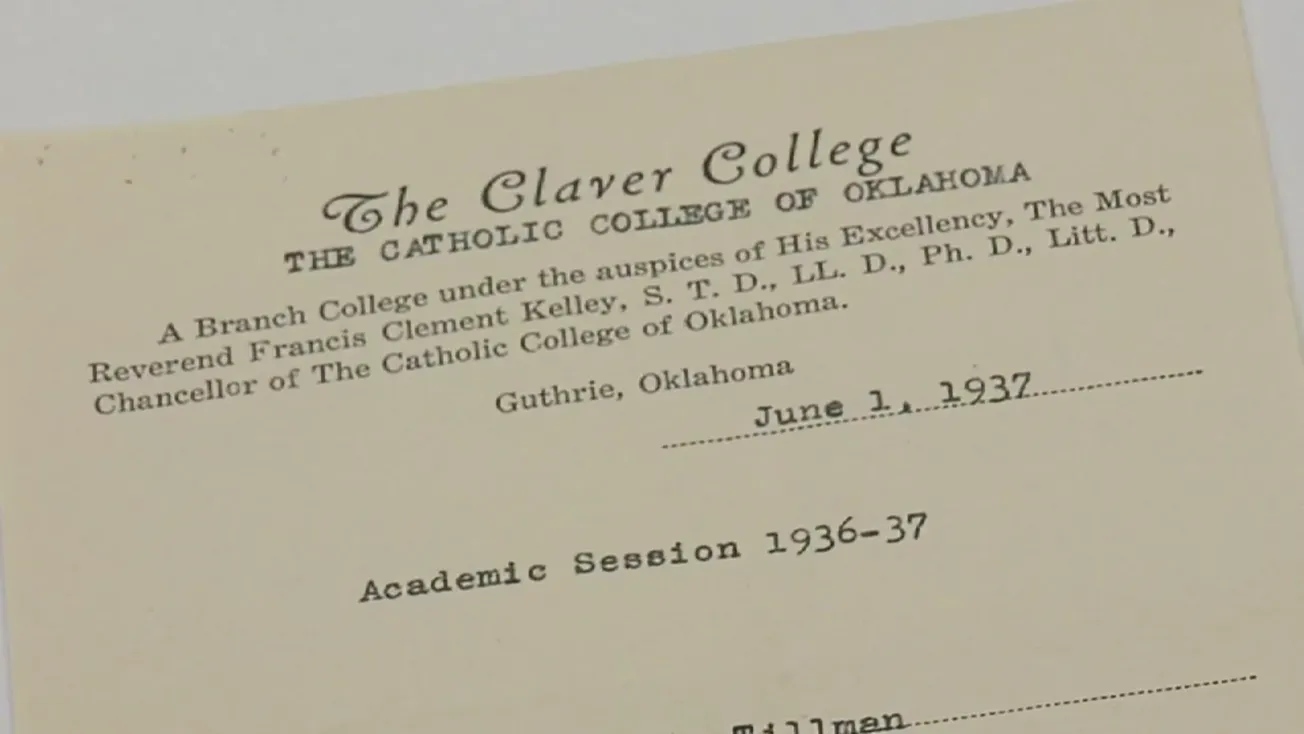 The Claver College
THE CATHOLIC COLLEGE OF OKLAHOMA
A Branch College under the auspices of His Excellency, The Most
Reverend Francis Clement Kelley, S. T. D., LL. D., Ph. D., Litt. D.,
Chancellor of The Catholic College of Oklahoma.
Guthrie, Oklahoma
June 1, 1937
Academic Session 1936-37
Tillman